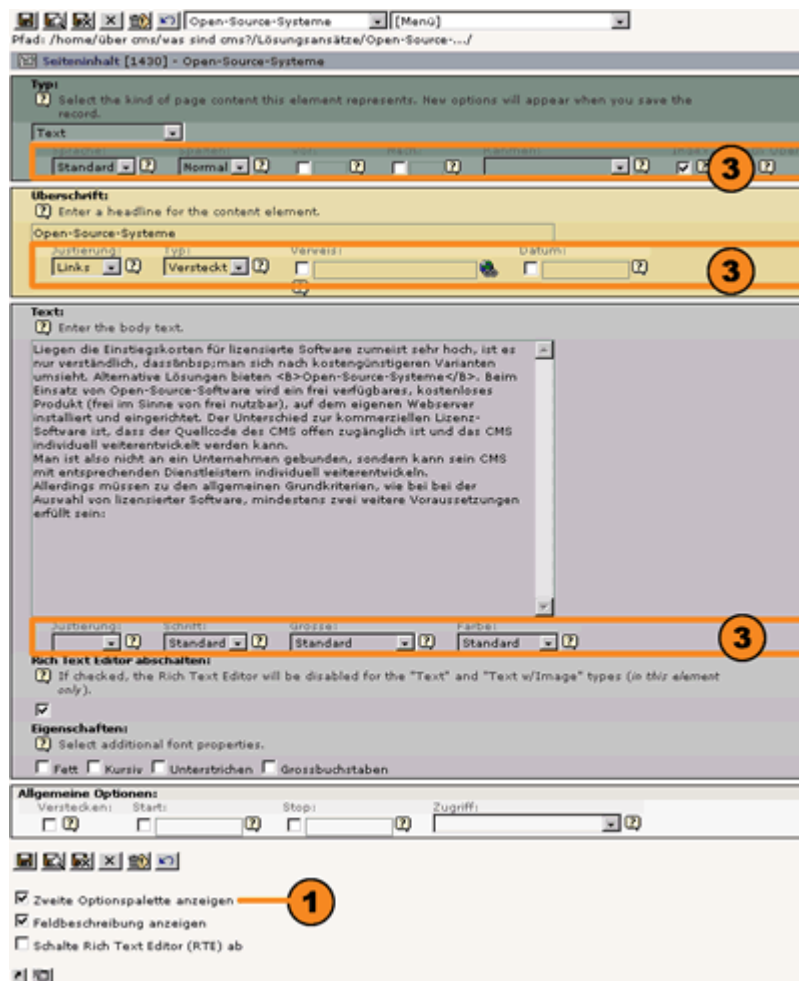 Open-Source-Systeme [Menü]
Pfad: /home/über cms/was sind cms?/Lösungsansätze/Open-Source-.../
Seiteninhalt [1430] - Open-Source-Systeme
Typ:
Select the kind of page content this element represents. New options will appear when you save the
record.
Text
Sprache: Spalten: Vor: Nach: Rahmen: Index
Standard Normal
3
Überschrift:
Enter a headline for the content element.
Open-Source-Systeme
Justierung: Typ: Verweis: Datum:
Links Versteckt
3
Text:
Enter the body text.
Liegen die Einstiegskosten für lizensierte Software zumeist sehr hoch, ist es
nur verständlich, dass&nbsp;man sich nach kostengünstigeren Varianten
umsieht. Alternative Lösungen bieten <B>Open-Source-Systeme</B>. Beim
Einsatz von Open-Source-Software wird ein frei verfügbares, kostenloses
Produkt (frei im Sinne von frei nutzbar), auf dem eigenen Webserver
installiert und eingerichtet. Der Unterschied zur kommerziellen Lizenz-
Software ist, dass der Quellcode des CMS offen zugänglich ist und das CMS
individuell weiterentwickelt werden kann.
Man ist also nicht an ein Unternehmen gebunden, sondern kann sein CMS
mit entsprechenden Dienstleistern individuell weiterentwickeln.
Allerdings müssen zu den allgemeinen Grundkriterien, wie bei bei der
Auswahl von lizensierter Software, mindestens zwei weitere Voraussetzungen
erfüllt sein:
Justierung: Schrift: Grosse: Farbe:
Standard Standard Standard
3
Rich Text Editor abschalten:
If checked, the Rich Text Editor will be disabled for the "Text" and "Text w/Image" types (in this element
only).
Eigenschaften:
Select additional font properties.
Fett Kursiv Unterstrichen Grossbuchstaben
Allgemeine Optionen:
Verstecken: Start: Stop: Zugriff:
Zweite Optionspalette anzeigen 1
Feldbeschreibung anzeigen
Schalte Rich Text Editor (RTE) ab